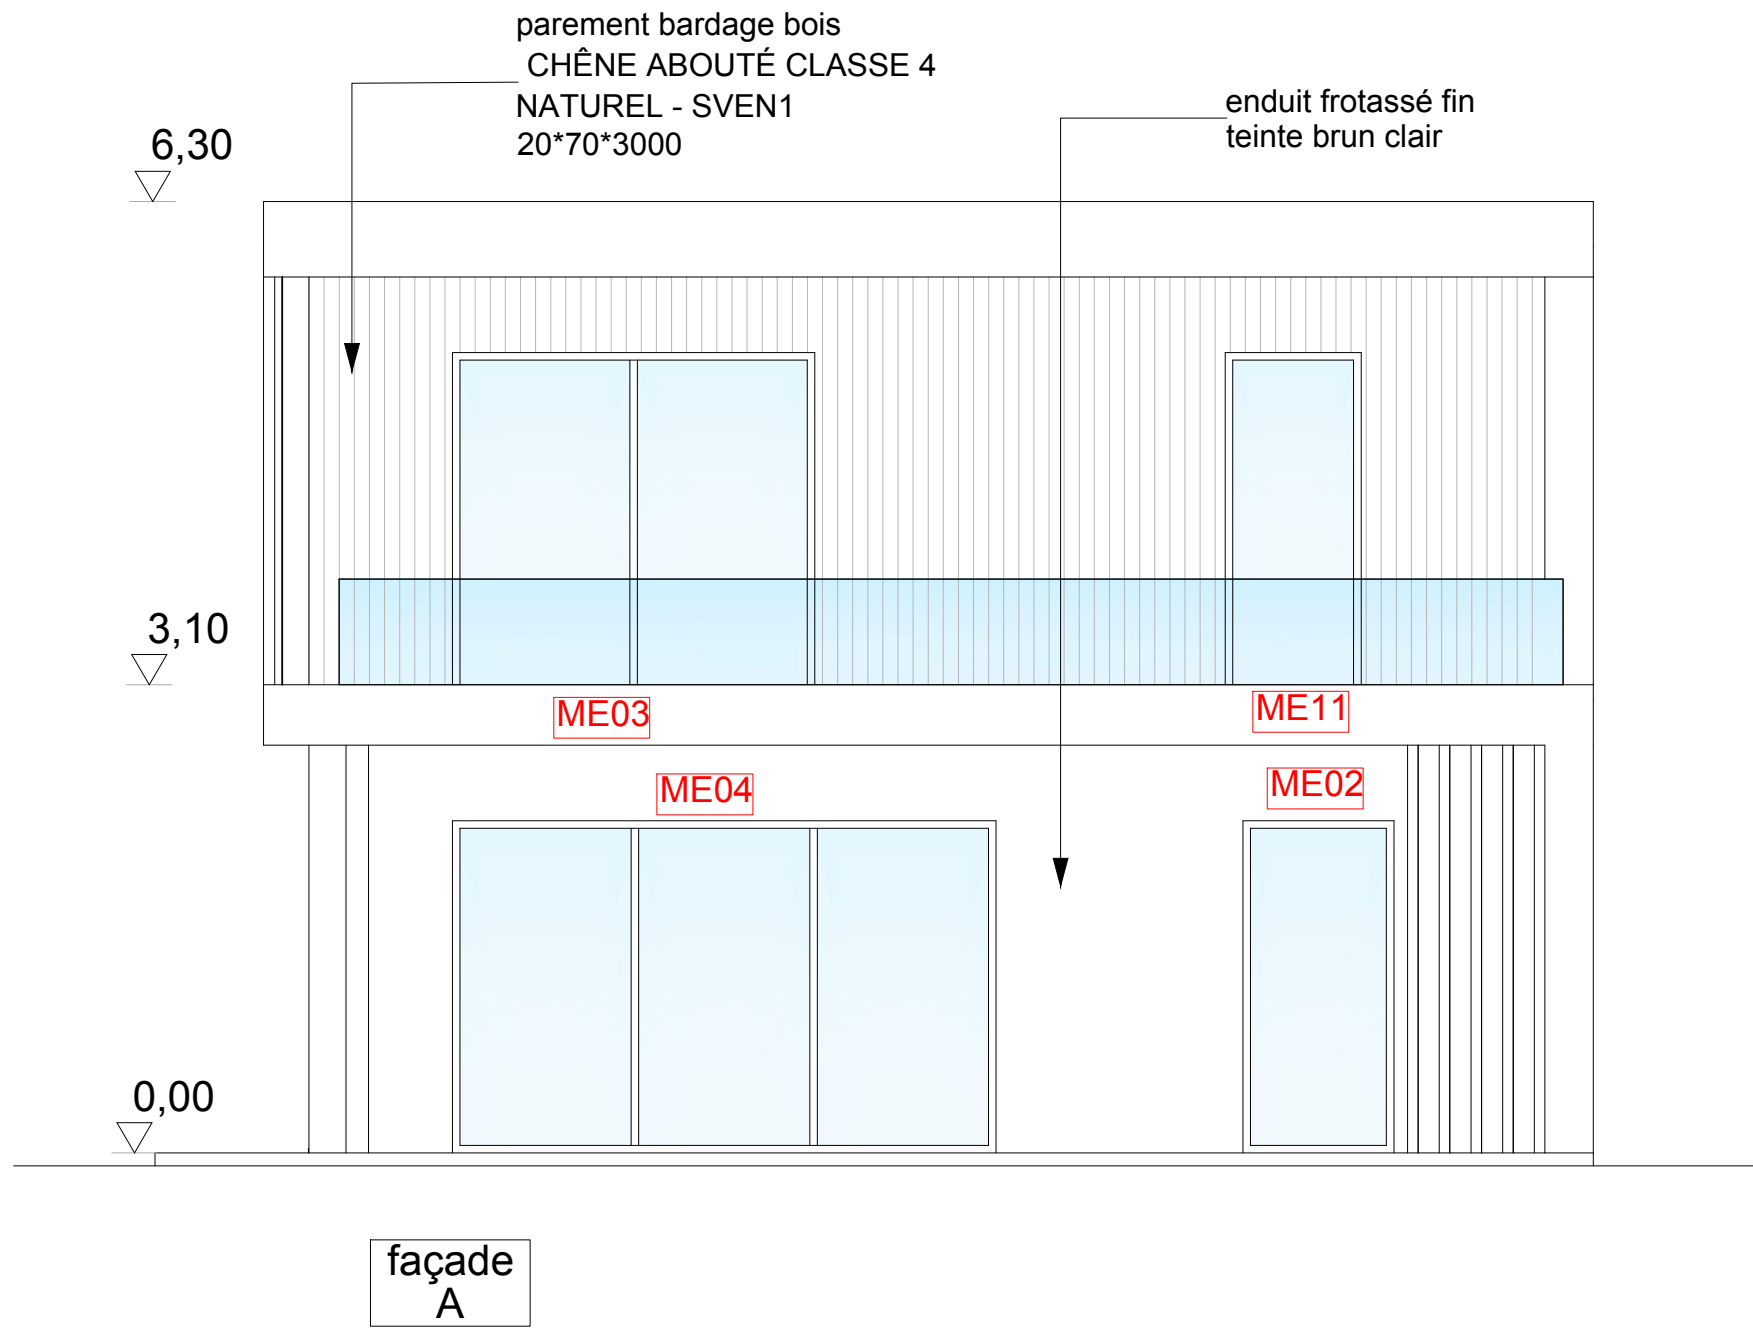 parement bardage bois
CHÊNE ABOUTÉ CLASSE 4
NATUREL - SVEN1
20*70*3000
enduit frotassé fin
teinte brun clair
6,30
3,10
ME03
ME11
ME04
ME02
0,00
façade
A